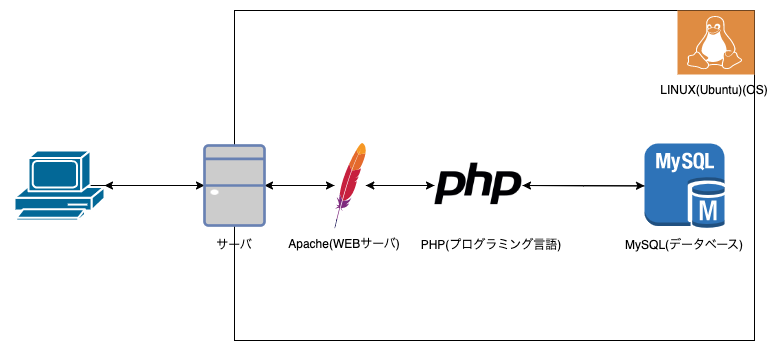 LINUX(Ubuntu)(OS)
MySQL
php
M
サーバ
Apache(WEBサーバ)
PHP(プログラミング言語)
MySQL(データベース)